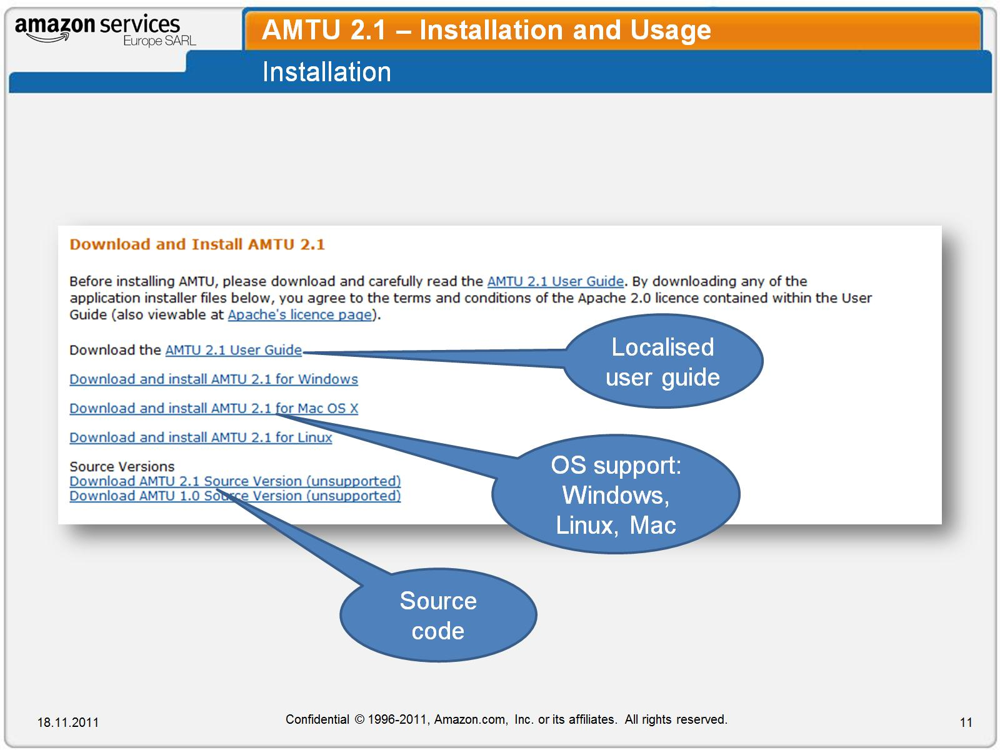 amazon services
Europe SARL
AMTU 2.1 – Installation and Usage
Installation
Download and Install AMTU 2.1
Before installing AMTU, please download and carefully read the AMTU 2.1 User Guide. By downloading any of the
application installer files below, you agree to the terms and conditions of the Apache 2.0 licence contained within the User
Guide (also viewable at Apache's licence page).
Download the AMTU 2.1 User Guide
Localised
user guide
Download and install AMTU 2.1 for Windows
Download and install AMTU 2.1 for Mac OS X
Download and install AMTU 2.1 for Linux
OS support:
Windows,
Linux, Mac
Source Versions
Download AMTU 2.1 Source Version (unsupported)
Download AMTU 1.0 Source Version (unsupported)
Source
code
18.11.2011
Confidential © 1996-2011, Amazon.com, Inc. or its affiliates. All rights reserved.
11